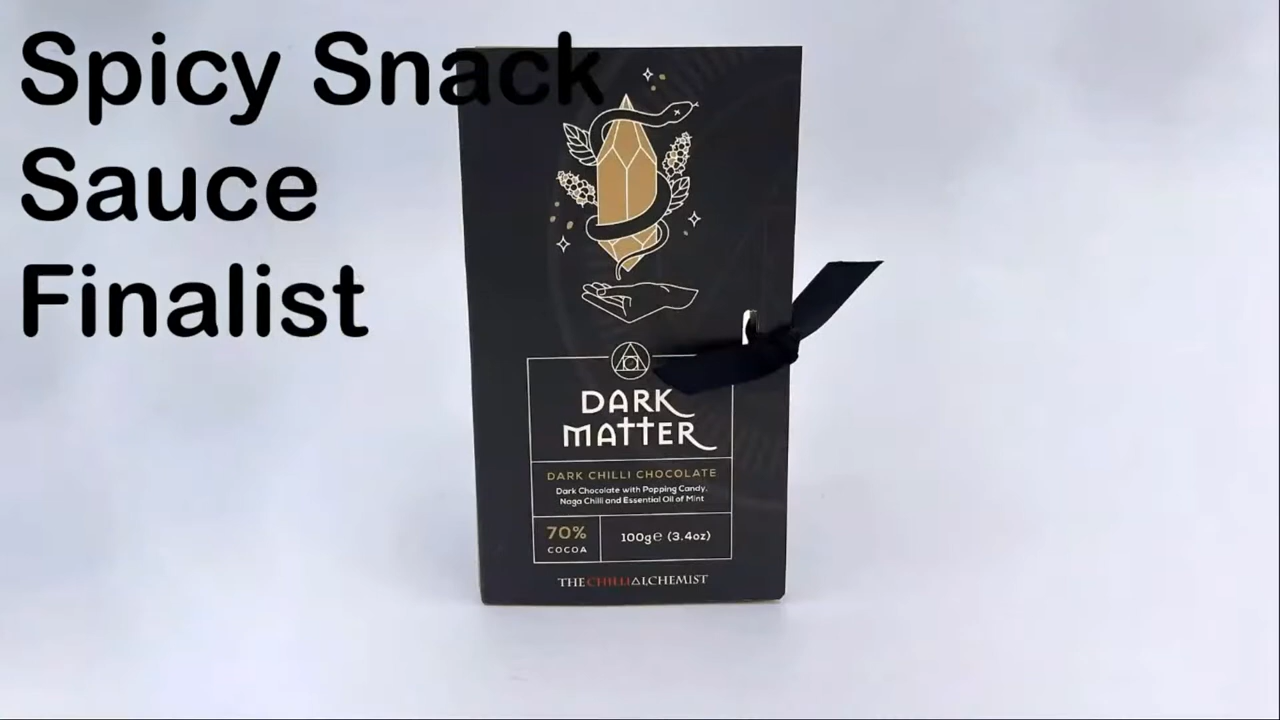 Spicy Snack
Sauce
Finalist
DARK
MATTER
DARK CHILLI CHOCOLATE
Dark Chocolate with Popping Candy,
Naga Chilli and Essential Oil of Mint
70%
COCOA
100g℮ (3.4oz)
THE CHILLI ALCHEMIST